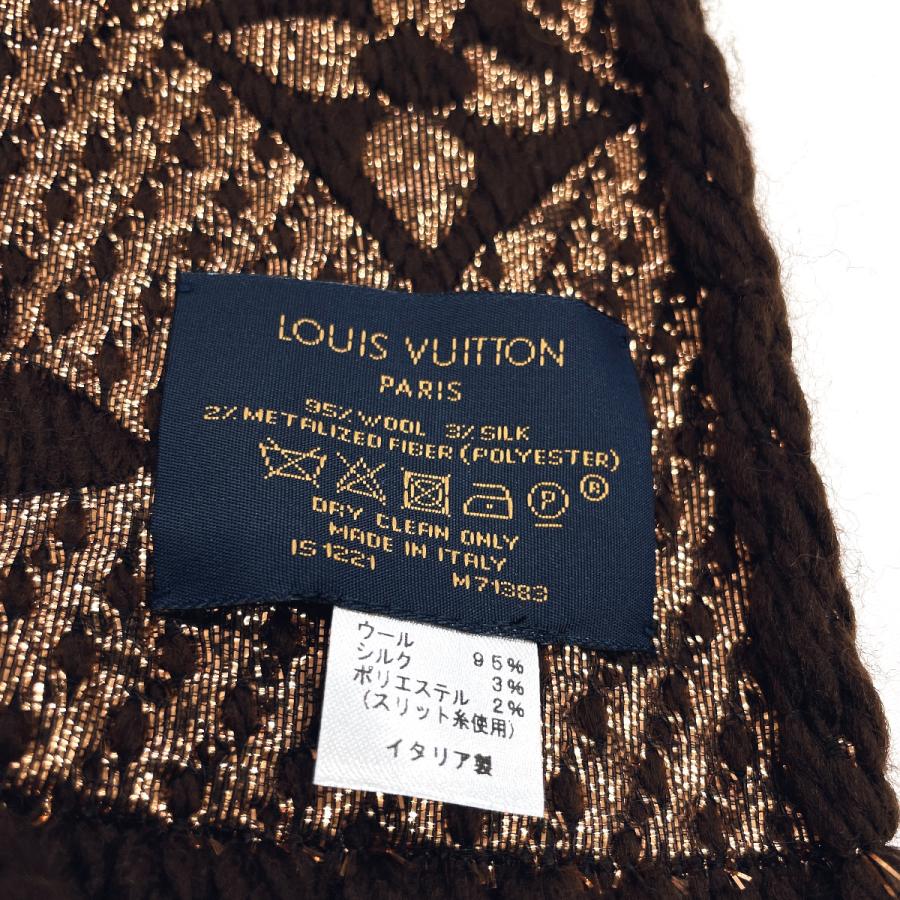 LOUIS VUITTON
PARIS
95% WOOL 3% SILK
2% METALIZED FIBER (POLYESTER)
P
®
DRY CLEAN ONLY
MADE IN ITALY
IS1221 M71383
ウール 95%
シルク 3%
ポリエステル 2%
(スリット糸使用)
イタリア製